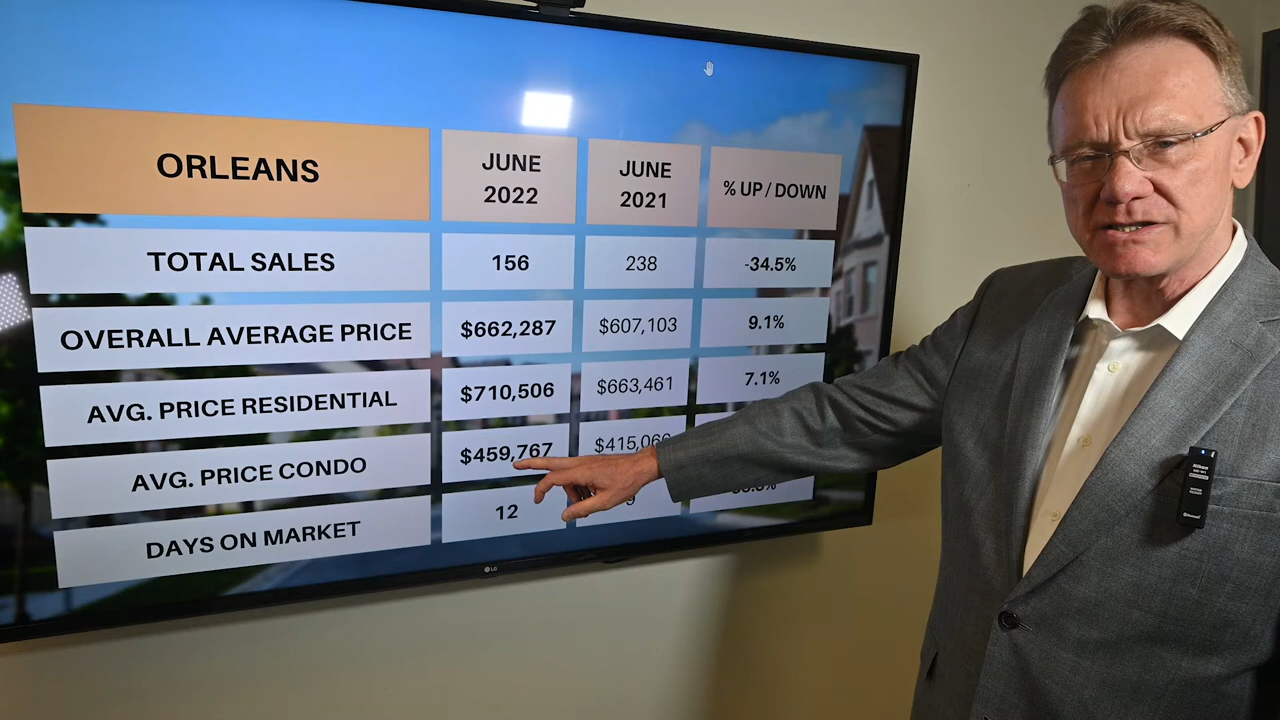 ORLEANS
JUNE
2022
JUNE
2021
% UP / DOWN
TOTAL SALES
156
238
-34.5%
OVERALL AVERAGE PRICE
$662,287
$607,103
9.1%
AVG. PRICE RESIDENTIAL
$710,506
$663,461
7.1%
AVG. PRICE CONDO
$459,767
$415,066
DAYS ON MARKET
12
LG